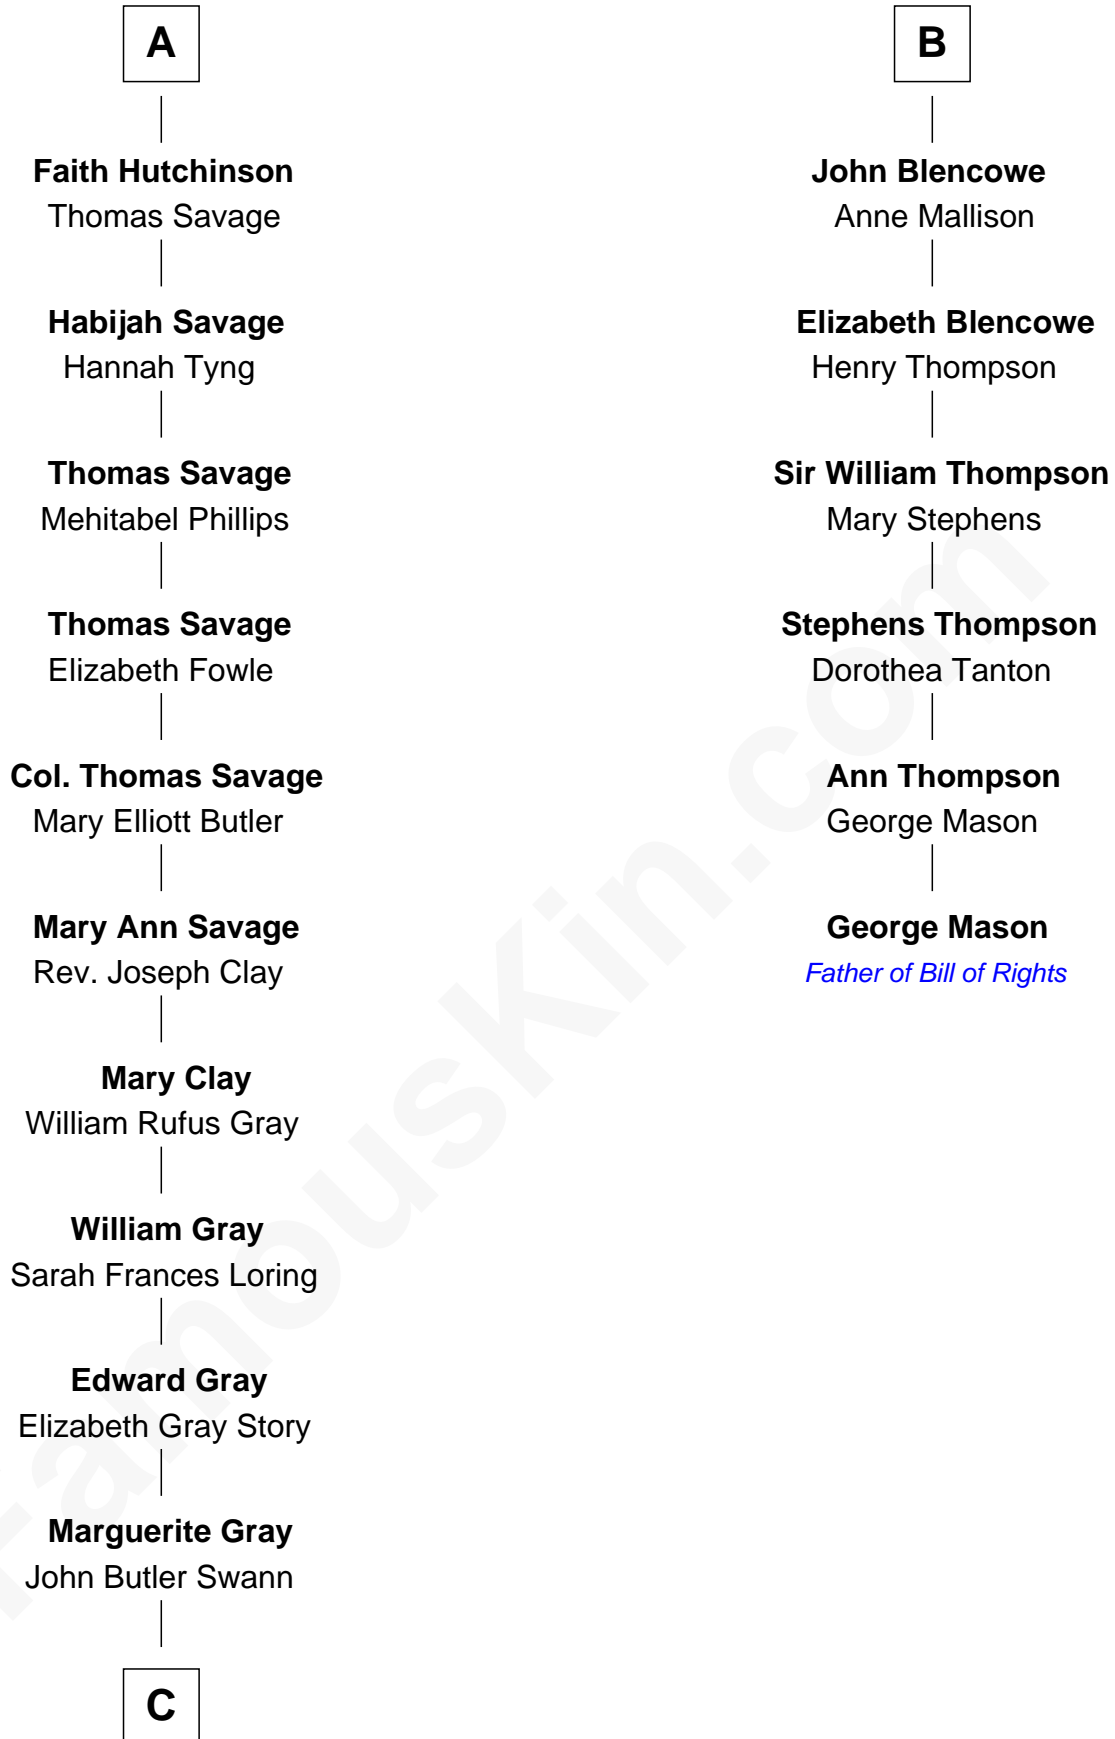 A
Faith Hutchinson
Thomas Savage
Habijah Savage
Hannah Tyng
Thomas Savage
Mehitabel Phillips
Thomas Savage
Elizabeth Fowle
Col. Thomas Savage
Mary Elliott Butler
Mary Ann Savage
Rev. Joseph Clay
Mary Clay
William Rufus Gray
William Gray
Sarah Frances Loring
Edward Gray
Elizabeth Gray Story
Marguerite Gray
John Butler Swann
C
B
John Blencowe
Anne Mallison
Elizabeth Blencowe
Henry Thompson
Sir William Thompson
Mary Stephens
Stephens Thompson
Dorothea Tanton
Ann Thompson
George Mason
George Mason
Father of Bill of Rights
FamousKin.com